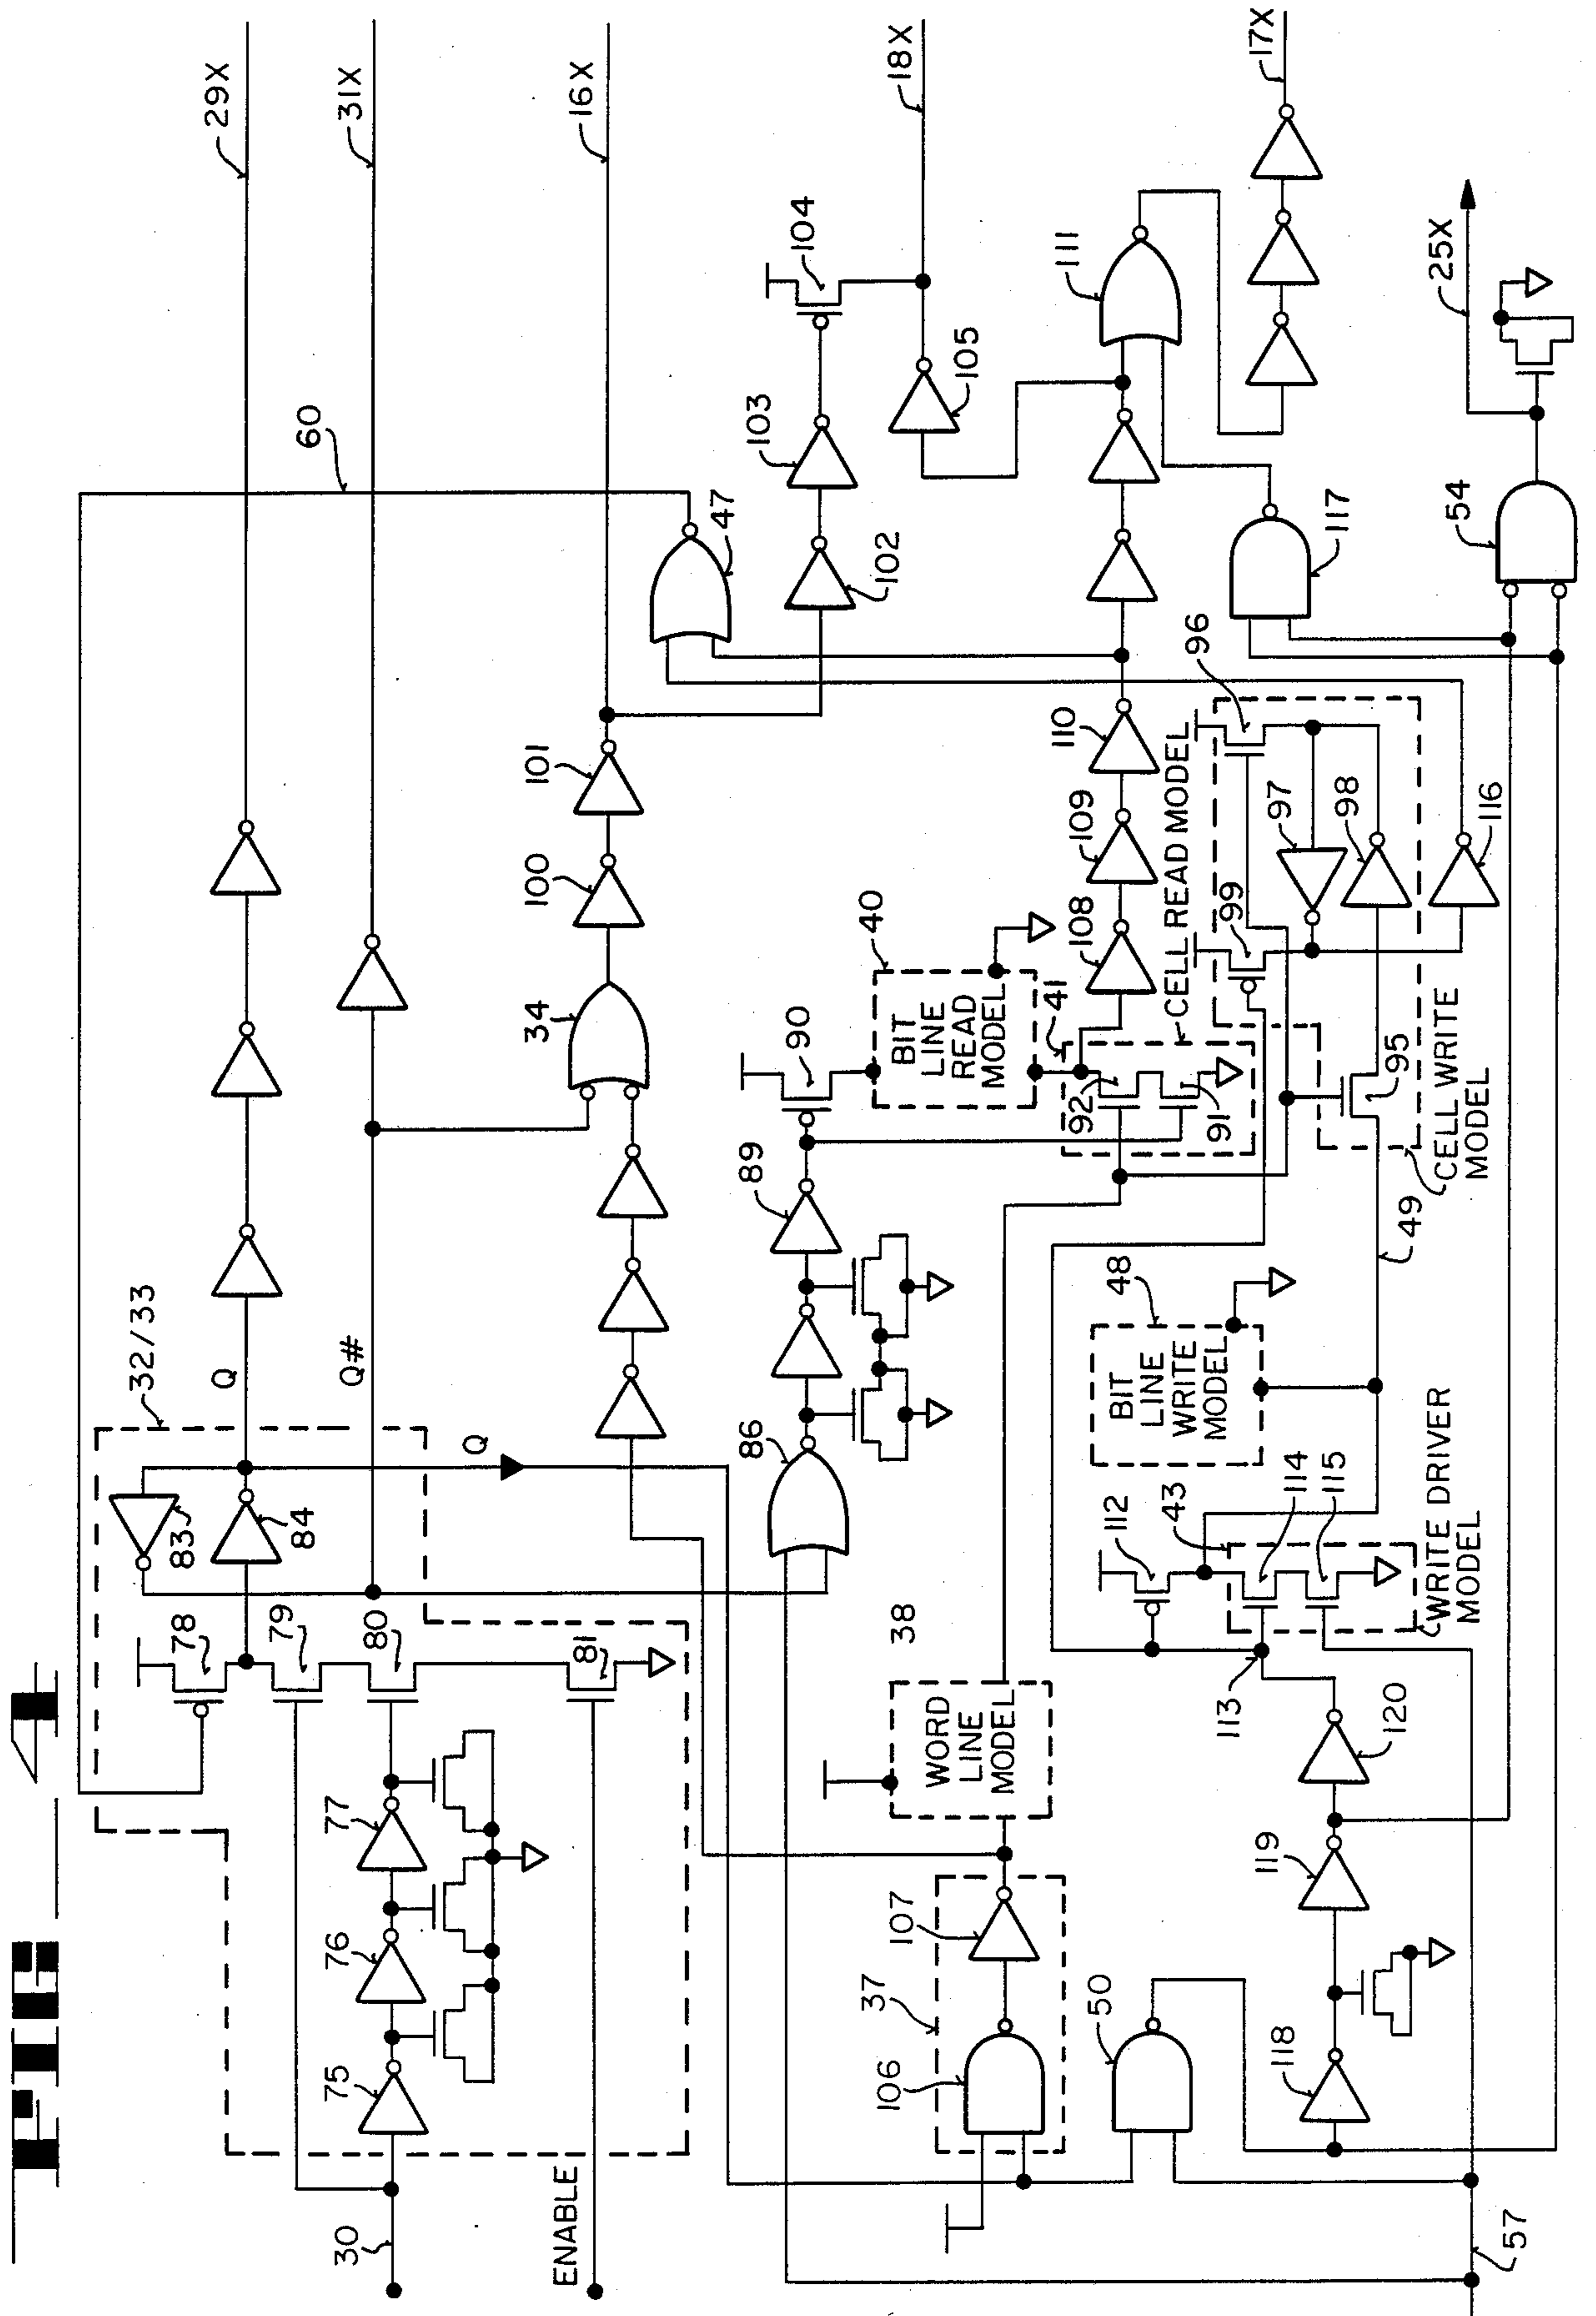 FIG 4
30
ENABLE
57
75
76
77
78
79
80
81
83
84
32/33
Q
Q#
Q
29X
31X
16X
18X
17X
25X
60
34
100
101
47
102
103
104
105
111
86
89
90
40
BIT
LINE
READ
MODEL
41
CELL READ MODEL
92
91
108
109
110
96
97
98
99
95
116
117
54
CELL WRITE
MODEL
49
48
BIT
LINE
WRITE
MODEL
112
43
114
115
WRITE DRIVER
MODEL
113
38
WORD
LINE
MODEL
37
107
106
50
118
119
120